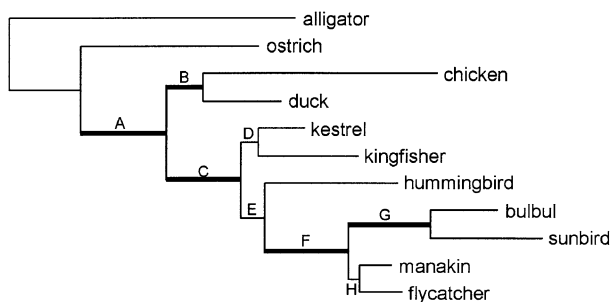 alligator
ostrich
B
chicken
duck
A
D
kestrel
C
kingfisher
E
hummingbird
G
bulbul
F
sunbird
manakin
H
flycatcher